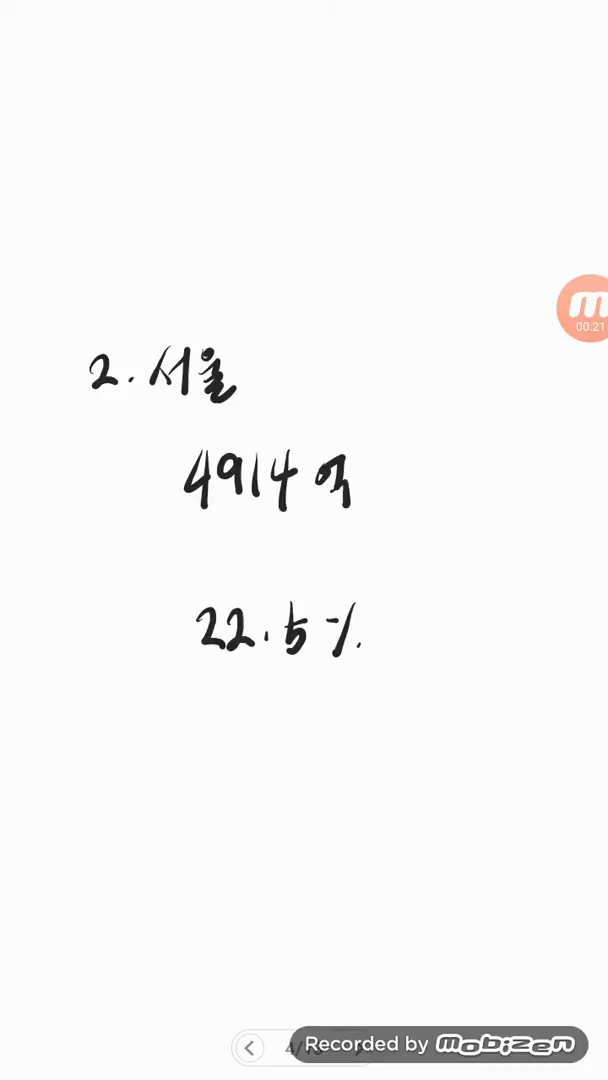 00:21
2. 서울
4914억
22.5%
Recorded by mobizen